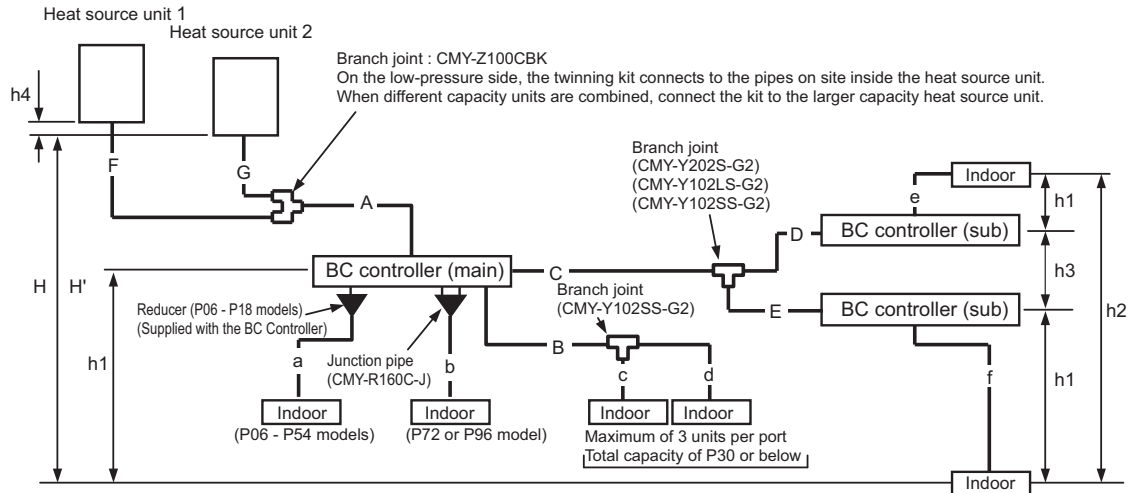 Heat source unit 1
Heat source unit 2
Branch joint : CMY-Z100CBK
On the low-pressure side, the twinning kit connects to the pipes on site inside the heat source unit.
When different capacity units are combined, connect the kit to the larger capacity heat source unit.
h4
F
G
A
Branch joint
(CMY-Y202S-G2)
(CMY-Y102LS-G2)
(CMY-Y102SS-G2)
Indoor
e
h1
D
BC controller (sub)
H
H'
BC controller (main)
C
h3
h2
Reducer (P06 - P18 models)
(Supplied with the BC Controller)
Branch joint
(CMY-Y102SS-G2)
E
BC controller (sub)
h1
a
Junction pipe
(CMY-R160C-J)
b
B
c
d
f
h1
Indoor
(P06 - P54 models)
Indoor
(P72 or P96 model)
Indoor
Indoor
Maximum of 3 units per port
Total capacity of P30 or below
Indoor